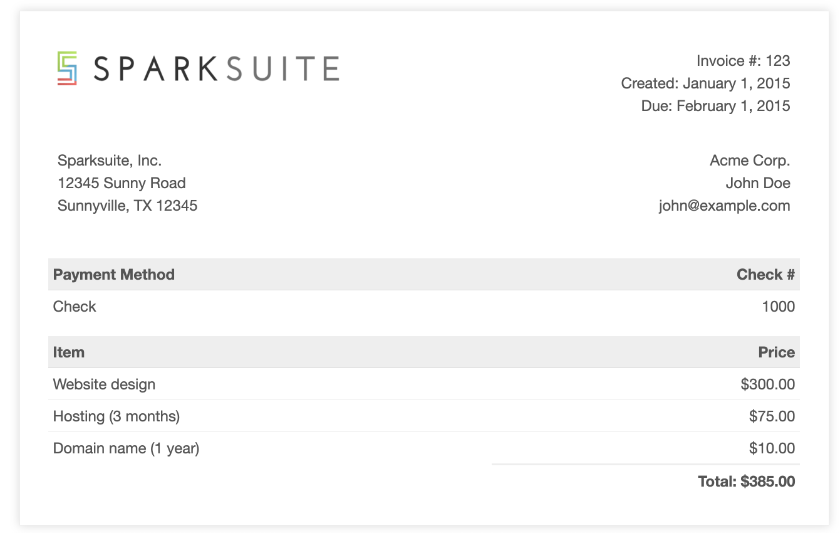 SPARKSUITE
Invoice #: 123
Created: January 1, 2015
Due: February 1, 2015
Sparksuite, Inc.
12345 Sunny Road
Sunnyville, TX 12345
Acme Corp.
John Doe
john@example.com
Payment Method Check #
Check 1000
Item Price
Website design $300.00
Hosting (3 months) $75.00
Domain name (1 year) $10.00
Total: $385.00